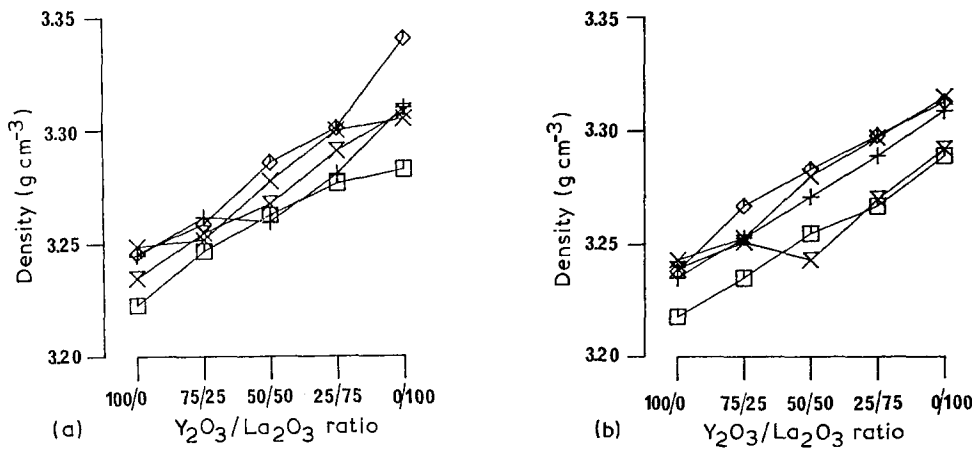 3.35
3.30
3.25
3.20
Density (g cm⁻³)
100/0 75/25 50/50 25/75 0/100
Y₂O₃/La₂O₃ ratio
(a)
3.35
3.30
3.25
3.20
Density (g cm⁻³)
100/0 75/25 50/50 25/75 0/100
Y₂O₃/La₂O₃ ratio
(b)